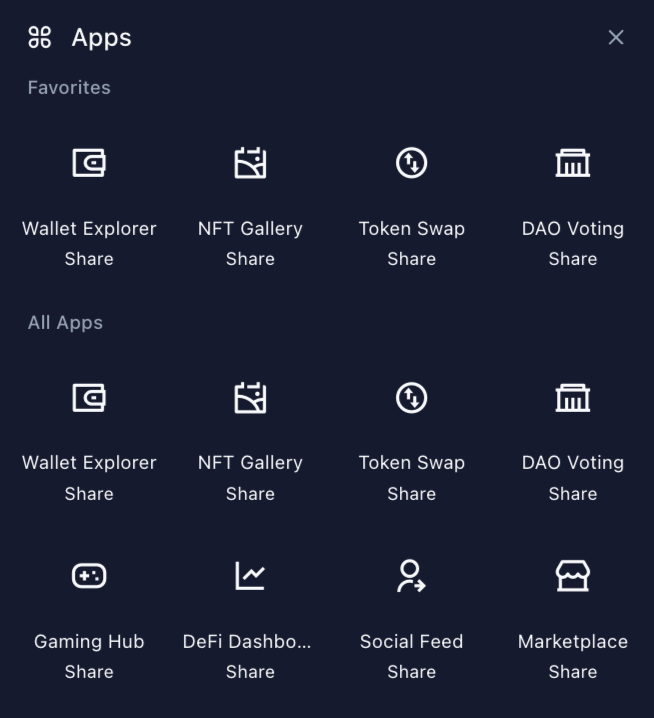 Apps
Favorites
Wallet Explorer NFT Gallery Token Swap DAO Voting
Share Share Share Share
All Apps
Wallet Explorer NFT Gallery Token Swap DAO Voting
Share Share Share Share
Gaming Hub DeFi Dashbo... Social Feed Marketplace
Share Share Share Share